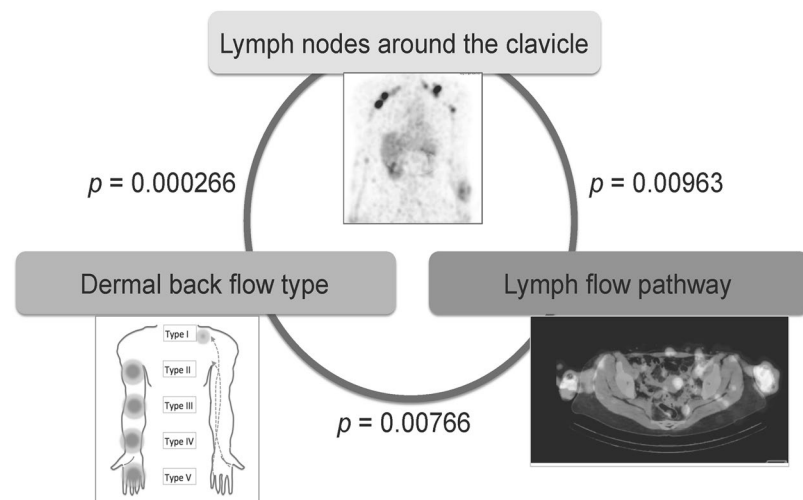 Lymph nodes around the clavicle
p = 0.000266
p = 0.00963
Dermal back flow type
Lymph flow pathway
Type I
Type II
Type III
Type IV
Type V
p = 0.00766